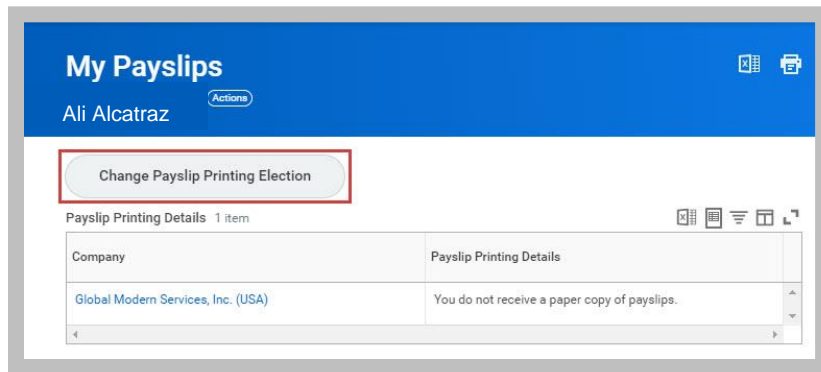 My Payslips
Ali Alcatraz
Actions
Change Payslip Printing Election
Payslip Printing Details 1 item
Company Payslip Printing Details
Global Modern Services, Inc. (USA) You do not receive a paper copy of payslips.